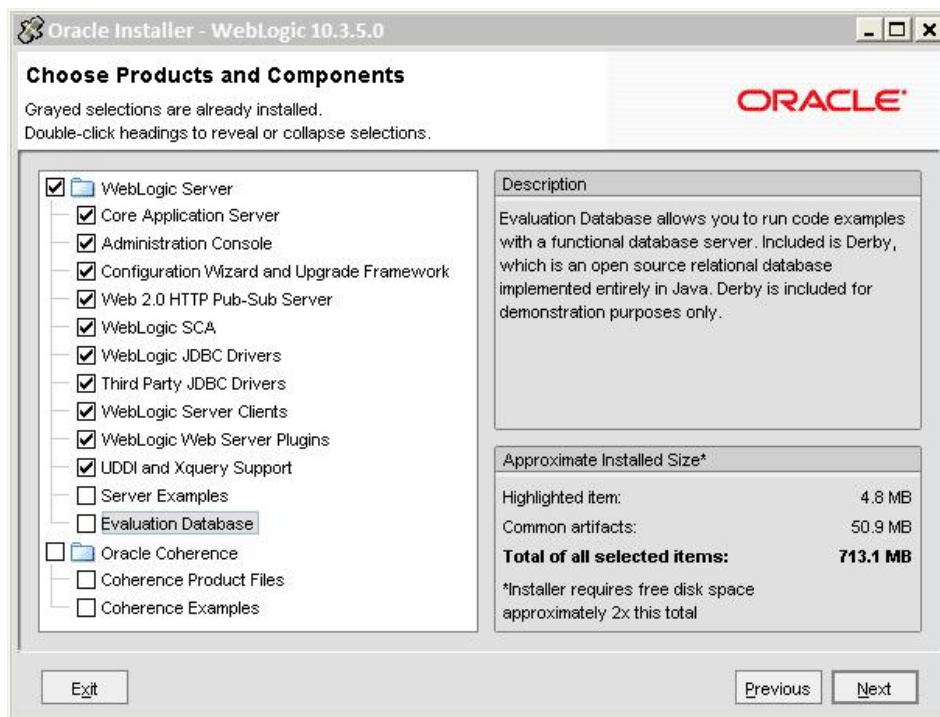 Oracle Installer - WebLogic 10.3.5.0
Choose Products and Components
Grayed selections are already installed.
Double-click headings to reveal or collapse selections.
ORACLE
WebLogic Server
Core Application Server
Administration Console
Configuration Wizard and Upgrade Framework
Web 2.0 HTTP Pub-Sub Server
WebLogic SCA
WebLogic JDBC Drivers
Third Party JDBC Drivers
WebLogic Server Clients
WebLogic Web Server Plugins
UDDI and Xquery Support
Server Examples
Evaluation Database
Oracle Coherence
Coherence Product Files
Coherence Examples
Description
Evaluation Database allows you to run code examples
with a functional database server. Included is Derby,
which is an open source relational database
implemented entirely in Java. Derby is included for
demonstration purposes only.
Approximate Installed Size*
Highlighted item: 4.8 MB
Common artifacts: 50.9 MB
Total of all selected items: 713.1 MB
*Installer requires free disk space
approximately 2x this total
Exit
Previous
Next